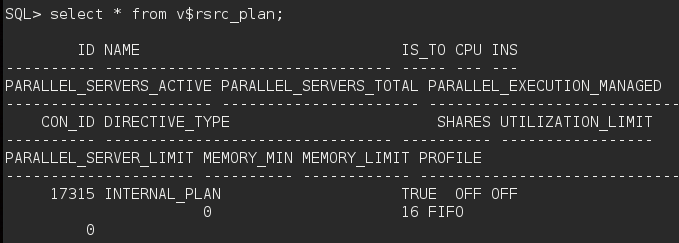 SQL> select * from v$rsrc_plan;
ID NAME IS_TO CPU INS
---------- -------------------------------- ----- --- ---
PARALLEL_SERVERS_ACTIVE PARALLEL_SERVERS_TOTAL PARALLEL_EXECUTION_MANAGED
----------------------- ---------------------- --------------------------------
CON_ID DIRECTIVE_TYPE SHARES UTILIZATION_LIMIT
---------- -------------------------------- ---------- -----------------
PARALLEL_SERVER_LIMIT MEMORY_MIN MEMORY_LIMIT PROFILE
--------------------- ---------- ------------ ------------------------------
17315 INTERNAL_PLAN TRUE OFF OFF
0 16 FIFO
0